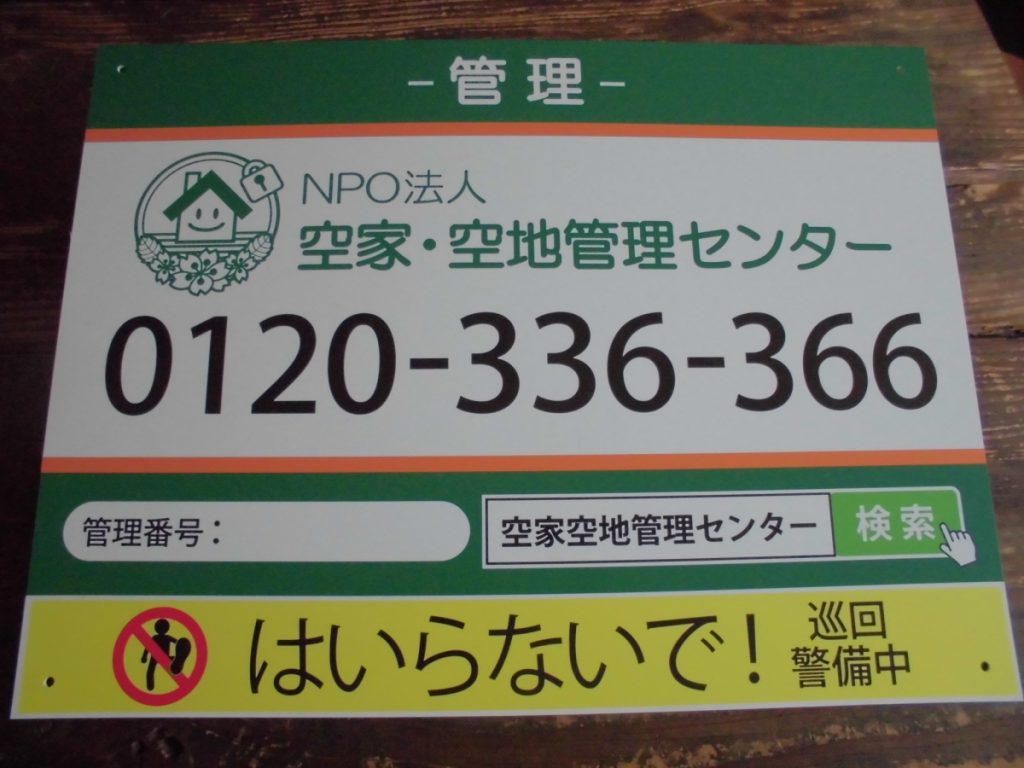 -管理-
NPO法人
空家・空地管理センター
0120-336-366
管理番号：
空家空地管理センター 検索
はいらないで！
巡回
警備中